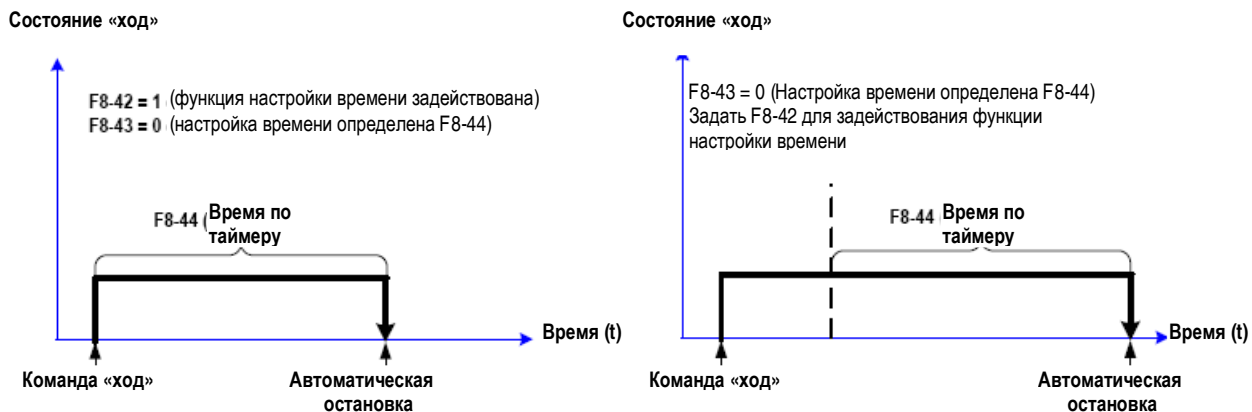 Состояние «ход»
F8-42 = 1 (функция настройки времени задействована)
F8-43 = 0 (настройка времени определена F8-44)
F8-44 ( Время по
таймеру
Время (t)
Команда «ход»
Автоматическая
остановка
Состояние «ход»
F8-43 = 0 (Настройка времени определена F8-44)
Задать F8-42 для задействования функции
настройки времени
F8-44 Время по
таймеру
Время (t)
Команда «ход»
Автоматическая
остановка